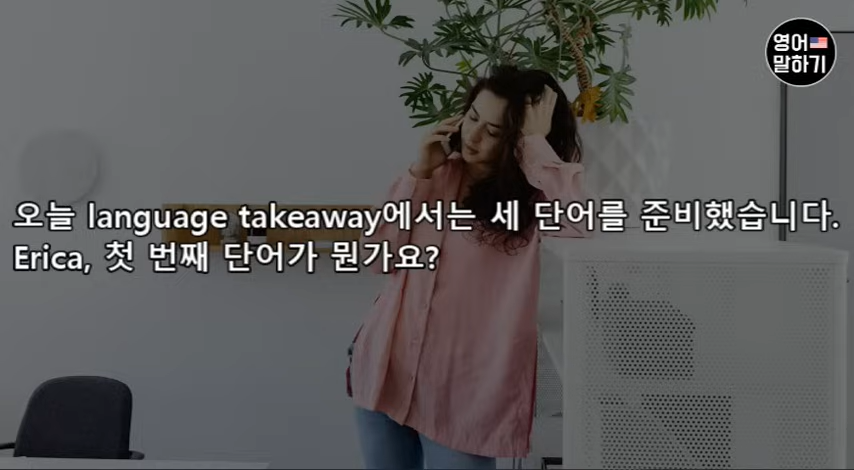 영어
말하기
오늘 language takeaway에서는 세 단어를 준비했습니다.
Erica, 첫 번째 단어가 뭔가요?